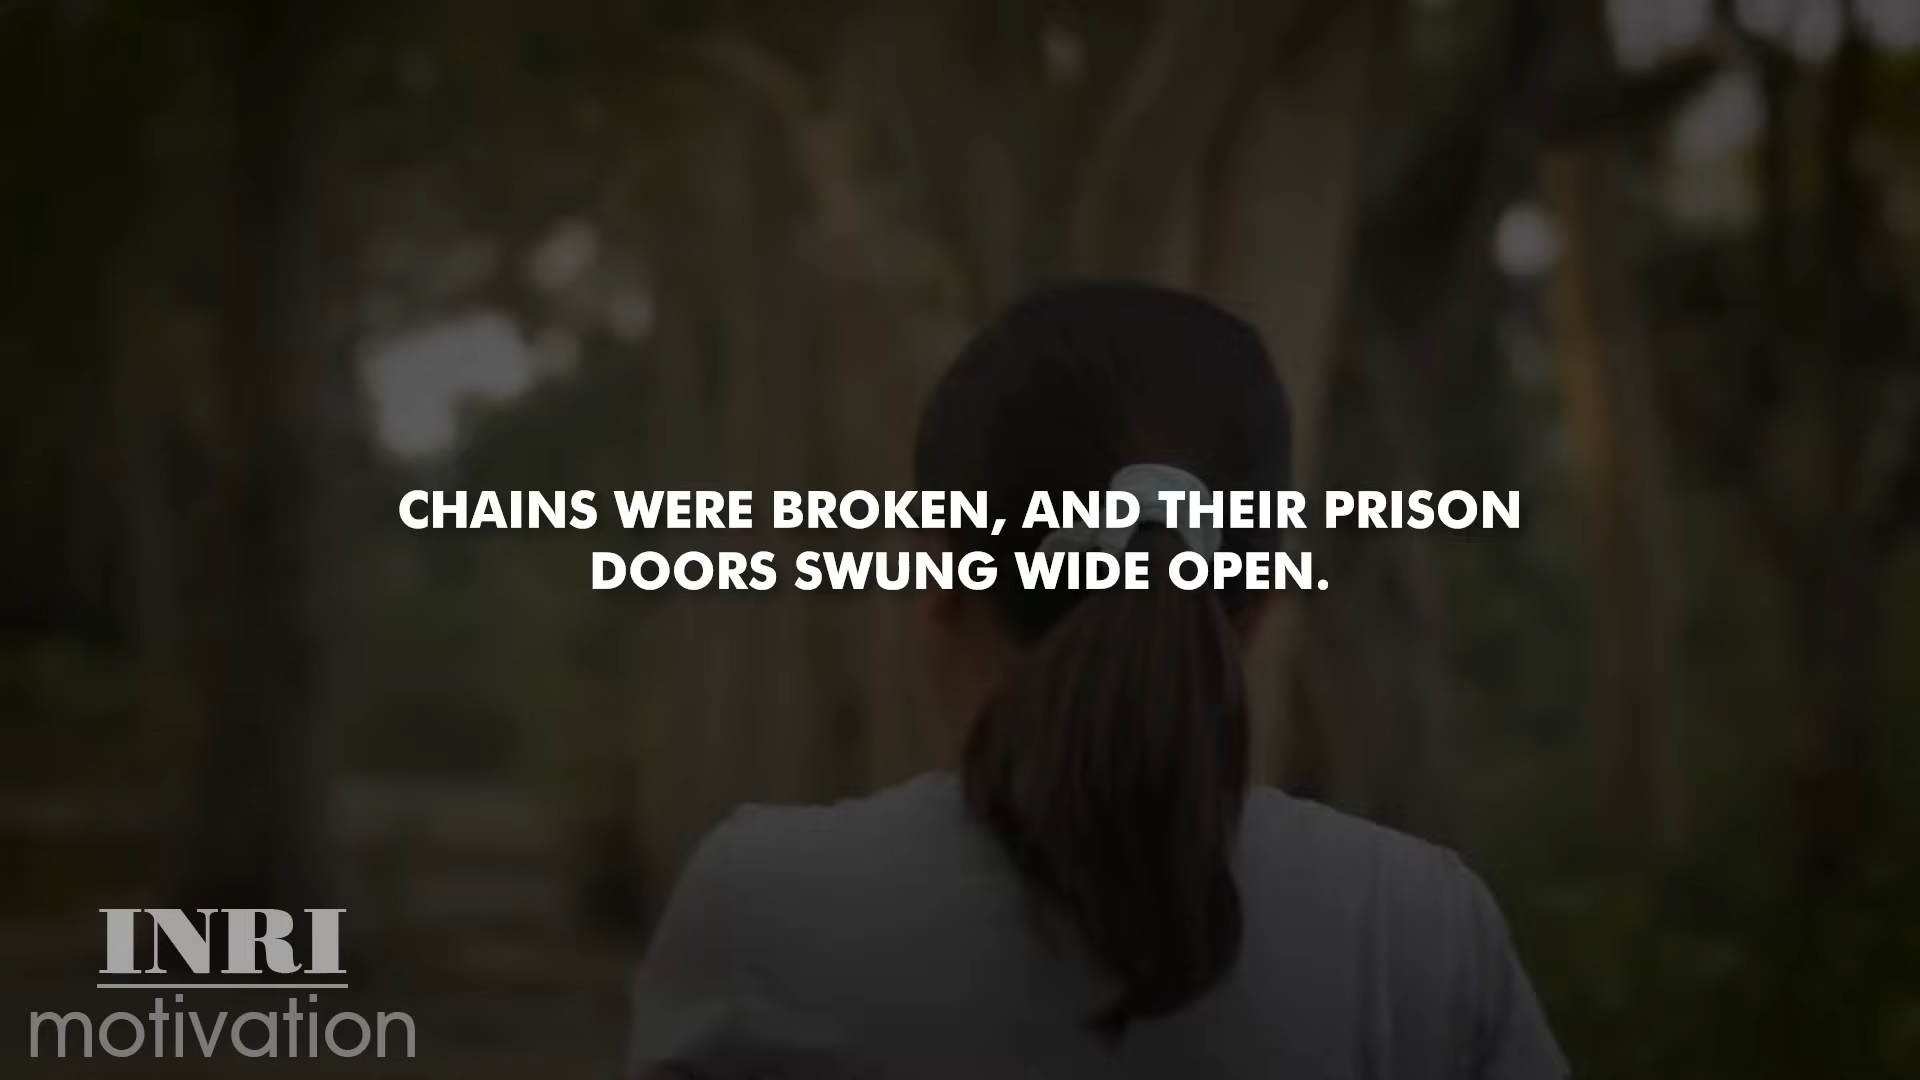 CHAINS WERE BROKEN, AND THEIR PRISON
DOORS SWUNG WIDE OPEN.
INRI
motivation